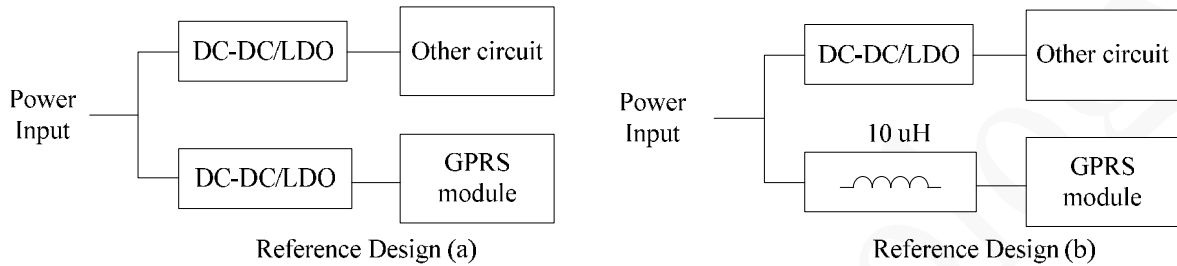 DC-DC/LDO
Other circuit
Power
Input
DC-DC/LDO
GPRS
module
Reference Design (a)
DC-DC/LDO
Other circuit
Power
Input
10 uH
GPRS
module
Reference Design (b)